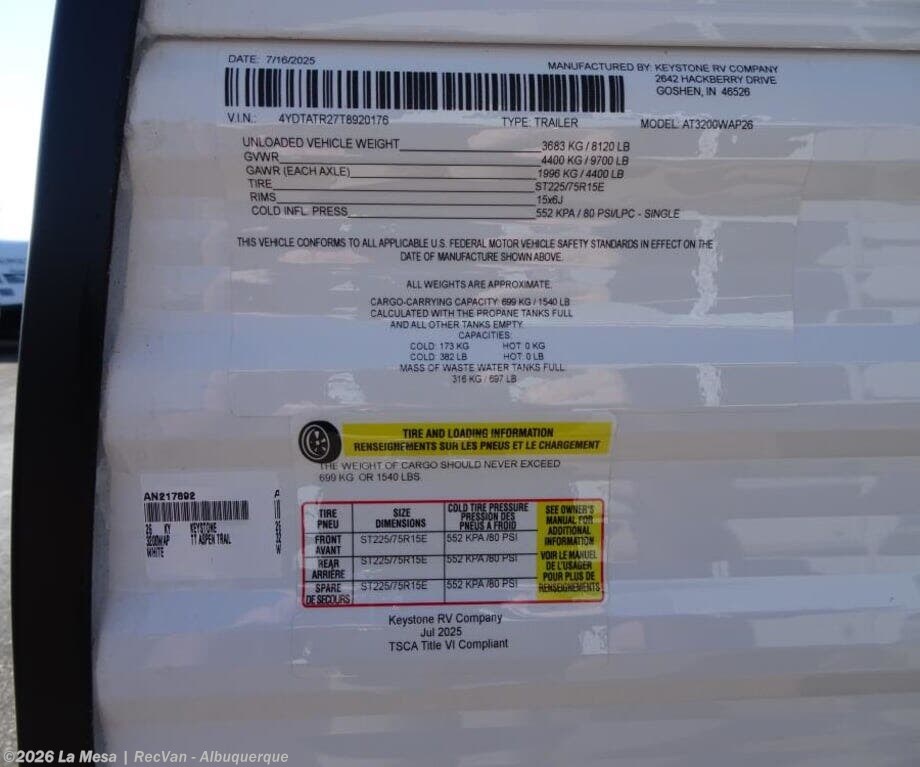 DATE: 7/16/2025
MANUFACTURED BY: KEYSTONE RV COMPANY
2642 HACKBERRY DRIVE
GOSHEN, IN 46526
V.I.N.: 4YDTATR27T8920176 TYPE: TRAILER MODEL: AT3200WAP26
UNLOADED VEHICLE WEIGHT 3683 KG / 8120 LB
GVWR 4400 KG / 9700 LB
GAWR (EACH AXLE) 1996 KG / 4400 LB
TIRE ST225/75R15E
RIMS 15x6J
COLD INFL. PRESS 552 KPA / 80 PSI/LPC - SINGLE
THIS VEHICLE CONFORMS TO ALL APPLICABLE U.S. FEDERAL MOTOR VEHICLE SAFETY STANDARDS IN EFFECT ON THE
DATE OF MANUFACTURE SHOWN ABOVE.
ALL WEIGHTS ARE APPROXIMATE.
CARGO-CARRYING CAPACITY: 699 KG / 1540 LB
CALCULATED WITH THE PROPANE TANKS FULL
AND ALL OTHER TANKS EMPTY.
CAPACITIES:
COLD: 173 KG HOT: 0 KG
COLD: 382 LB HOT: 0 LB
MASS OF WASTE WATER TANKS FULL:
316 KG / 697 LB
TIRE AND LOADING INFORMATION
RENSEIGNEMENTS SUR LES PNEUS ET LE CHARGEMENT
THE WEIGHT OF CARGO SHOULD NEVER EXCEED
699 KG OR 1540 LBS.
TIRE
PNEU
SIZE
DIMENSIONS
COLD TIRE PRESSURE
PRESSION DES
PNEUS A FROID
SEE OWNER'S
MANUAL FOR
ADDITIONAL
INFORMATION
VOIR LE MANUEL
DE L'USAGER
POUR PLUS DE
RENSEIGNEMENTS
FRONT
AVANT
ST225/75R15E 552 KPA /80 PSI
REAR
ARRIÈRE
ST225/75R15E 552 KPA /80 PSI
SPARE
DE SECOURS
ST225/75R15E 552 KPA /80 PSI
Keystone RV Company
Jul 2025
TSCA Title VI Compliant
AN217692
26 KY KEYSTONE
3200WAP TT ASPEN TRAIL
WHITE
©2026 La Mesa | RecVan - Albuquerque